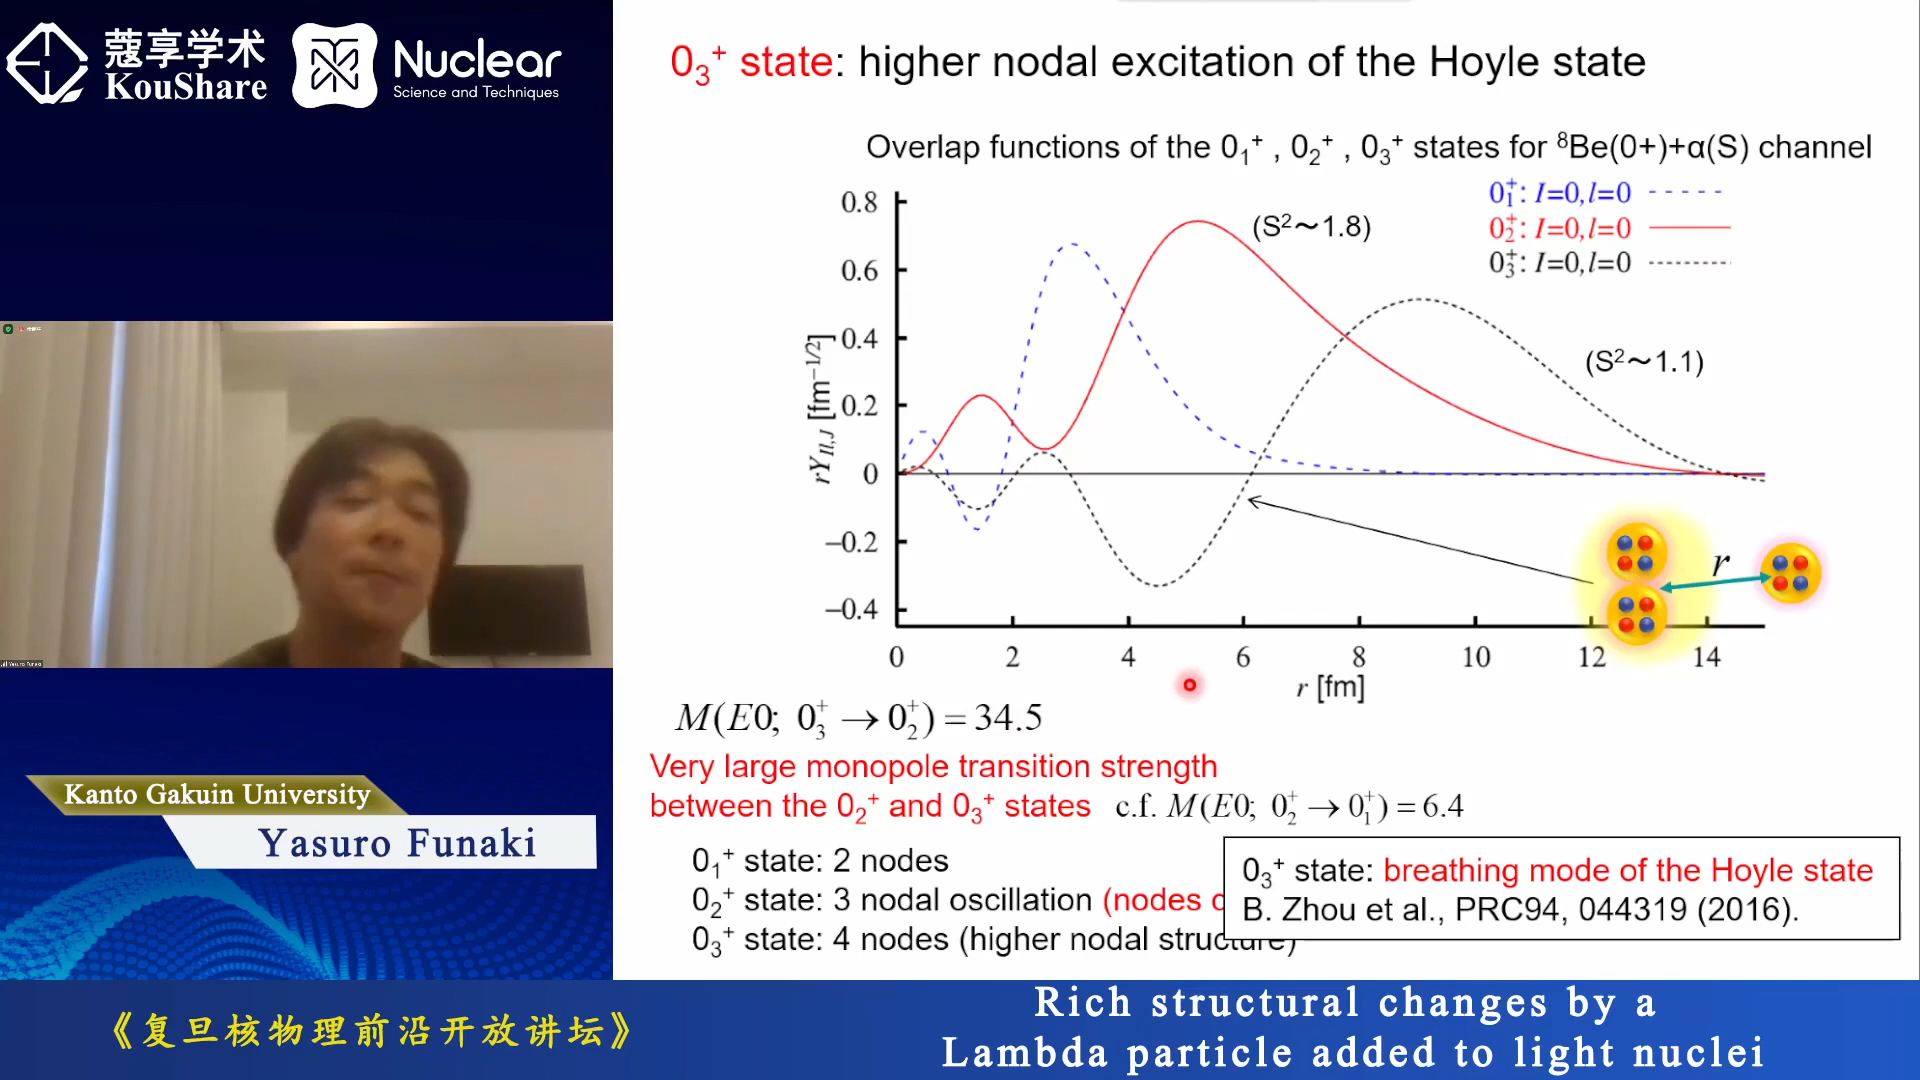 蔻享学术
KouShare
Nuclear
Science and Techniques
0₃⁺ state: higher nodal excitation of the Hoyle state
Overlap functions of the 0₁⁺ , 0₂⁺ , 0₃⁺ states for ⁸Be(0+)+α(S) channel
0₁⁺: I=0,l=0
0₂⁺: I=0,l=0
0₃⁺: I=0,l=0
(S²～1.8)
(S²～1.1)
rY_{Il,J} [fm^{−1/2}]
0.8
0.6
0.4
0.2
0
−0.2
−0.4
0 2 4 6 8 10 12 14
r [fm]
r
M(E0; 0₃⁺ → 0₂⁺) = 34.5
Very large monopole transition strength
between the 0₂⁺ and 0₃⁺ states c.f. M(E0; 0₂⁺ → 0₁⁺) = 6.4
0₁⁺ state: 2 nodes
0₂⁺ state: 3 nodal oscillation (nodes
0₃⁺ state: 4 nodes (higher nodal structure)
0₃⁺ state: breathing mode of the Hoyle state
B. Zhou et al., PRC94, 044319 (2016).
Yasuro Funaki
Kanto Gakuin University
Yasuro Funaki
《复旦核物理前沿开放讲坛》
Rich structural changes by a
Lambda particle added to light nuclei